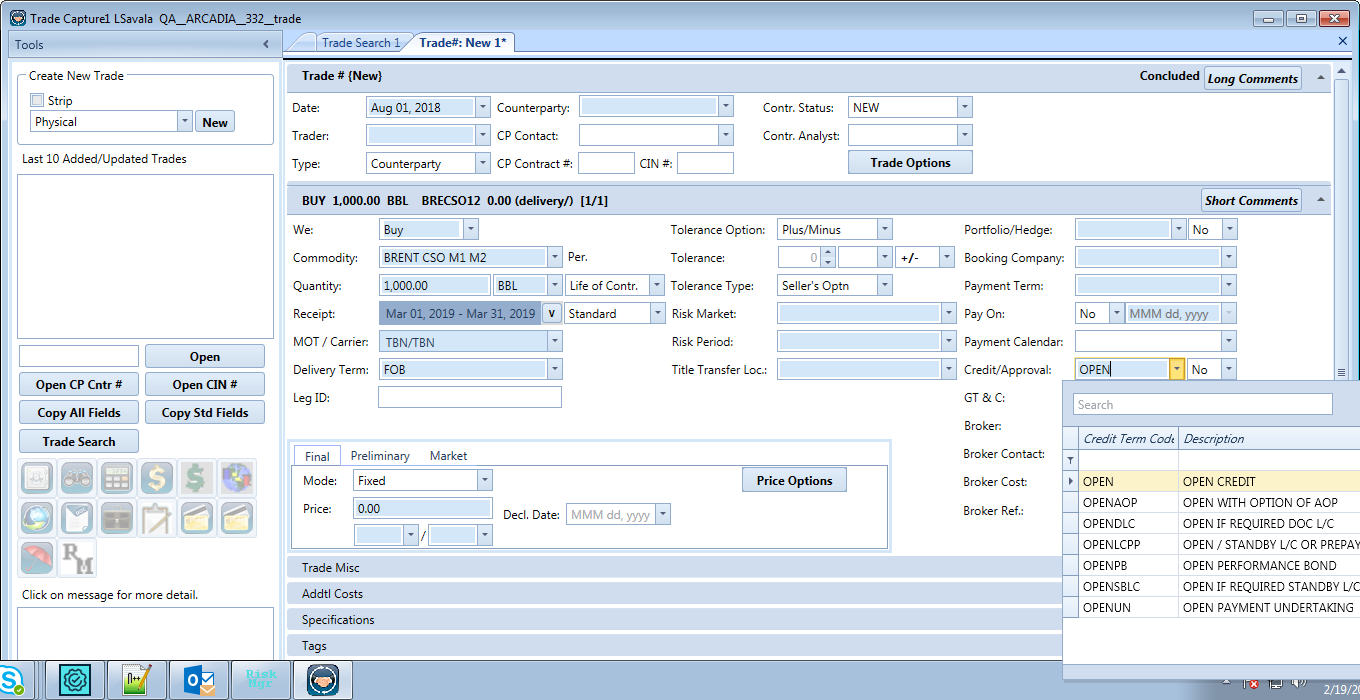 Trade Capture1 LSavala QA__ARCADIA__332__trade
Tools
Trade Search 1
Trade#: New 1*
Create New Trade
Strip
Physical
New
Last 10 Added/Updated Trades
Open
Open CP Cntr #
Open CIN #
Copy All Fields
Copy Std Fields
Trade Search
RM
Click on message for more detail.
Trade # {New}
Concluded
Long Comments
Date: Aug 01, 2018 Counterparty: Contr. Status: NEW
Trader: CP Contact: Contr. Analyst:
Type: Counterparty CP Contract #: CIN #: Trade Options
BUY 1,000.00 BBL BRECSO12 0.00 (delivery/) [1/1]
Short Comments
We: Buy Tolerance Option: Plus/Minus Portfolio/Hedge: No
Commodity: BRENT CSO M1 M2 Per. Tolerance: 0 +/- Booking Company:
Quantity: 1,000.00 BBL Life of Contr. Tolerance Type: Seller's Optn Payment Term:
Receipt: Mar 01, 2019 - Mar 31, 2019 v Standard Risk Market: Pay On: No MMM dd, yyyy
MOT / Carrier: TBN/TBN Risk Period: Payment Calendar:
Delivery Term: FOB Title Transfer Loc.: Credit/Approval: OPEN No
Leg ID: GT & C:
Broker:
Broker Contact:
Broker Cost:
Broker Ref.:
Final Preliminary Market
Mode: Fixed Price Options
Price: 0.00 Decl. Date: MMM dd, yyyy
/
Trade Misc
Addtl Costs
Specifications
Tags
Search
Credit Term Code Description
OPEN OPEN CREDIT
OPENAOP OPEN WITH OPTION OF AOP
OPENDLC OPEN IF REQUIRED DOC L/C
OPENLCPP OPEN / STANDBY L/C OR PREPAY
OPENPB OPEN PERFORMANCE BOND
OPENSBLC OPEN IF REQUIRED STANDBY L/C
OPENUN OPEN PAYMENT UNDERTAKING
Risk
Mgr
2/19/20